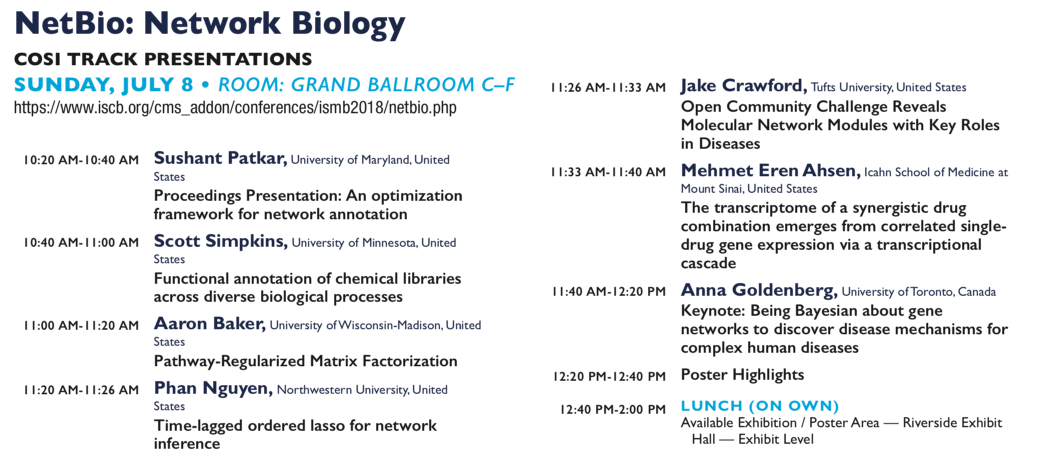 NetBio: Network Biology
COSI TRACK PRESENTATIONS
SUNDAY, JULY 8 • ROOM: GRAND BALLROOM C–F
https://www.iscb.org/cms_addon/conferences/ismb2018/netbio.php
10:20 AM-10:40 AM Sushant Patkar, University of Maryland, United
States
Proceedings Presentation: An optimization
framework for network annotation
10:40 AM-11:00 AM Scott Simpkins, University of Minnesota, United
States
Functional annotation of chemical libraries
across diverse biological processes
11:00 AM-11:20 AM Aaron Baker, University of Wisconsin-Madison, United
States
Pathway-Regularized Matrix Factorization
11:20 AM-11:26 AM Phan Nguyen, Northwestern University, United
States
Time-lagged ordered lasso for network
inference
11:26 AM-11:33 AM Jake Crawford, Tufts University, United States
Open Community Challenge Reveals
Molecular Network Modules with Key Roles
in Diseases
11:33 AM-11:40 AM Mehmet Eren Ahsen, Icahn School of Medicine at
Mount Sinai, United States
The transcriptome of a synergistic drug
combination emerges from correlated single-
drug gene expression via a transcriptional
cascade
11:40 AM-12:20 PM Anna Goldenberg, University of Toronto, Canada
Keynote: Being Bayesian about gene
networks to discover disease mechanisms for
complex human diseases
12:20 PM-12:40 PM Poster Highlights
12:40 PM-2:00 PM LUNCH (ON OWN)
Available Exhibition / Poster Area — Riverside Exhibit
Hall — Exhibit Level